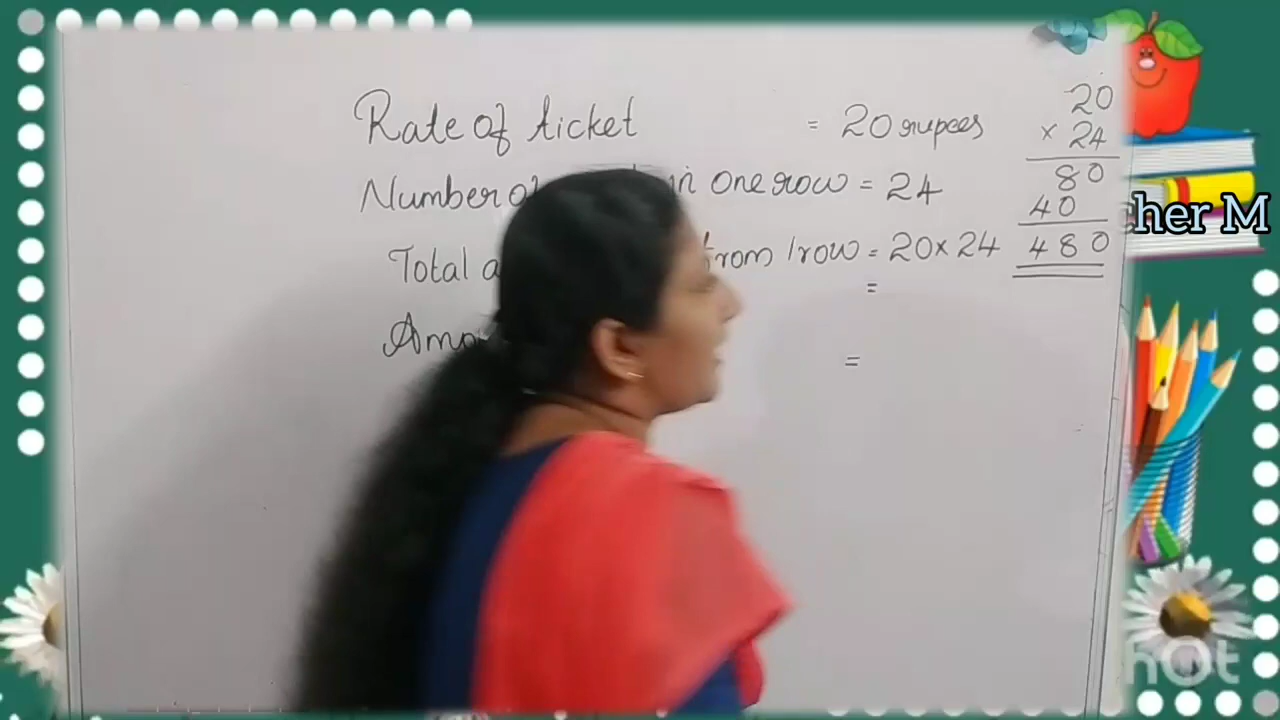 Rate of ticket = 20 rupees
Number of in one row = 24
Total from 1 row = 20 × 24
=
=
20
× 24
80
40
480
her M